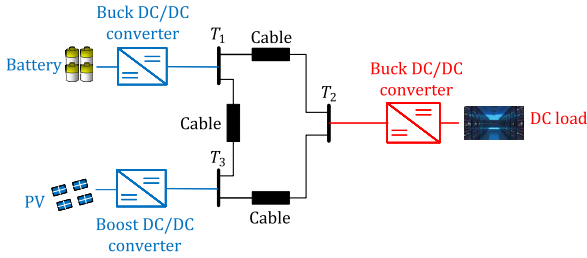 Buck DC/DC
converter
Battery
T1
Cable
Buck DC/DC
converter
T2
DC load
Cable
T3
PV
Cable
Boost DC/DC
converter